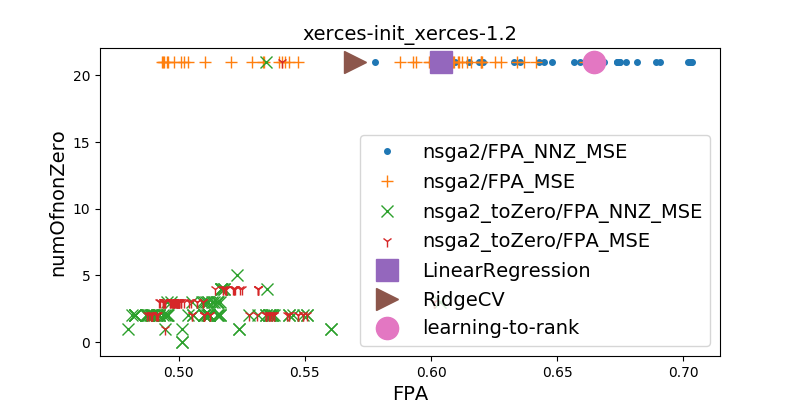 xerces-init_xerces-1.2
numOfnonZero
20
15
10
5
0
nsga2/FPA_NNZ_MSE
nsga2/FPA_MSE
nsga2_toZero/FPA_NNZ_MSE
nsga2_toZero/FPA_MSE
LinearRegression
RidgeCV
learning-to-rank
0.50 0.55 0.60 0.65 0.70
FPA